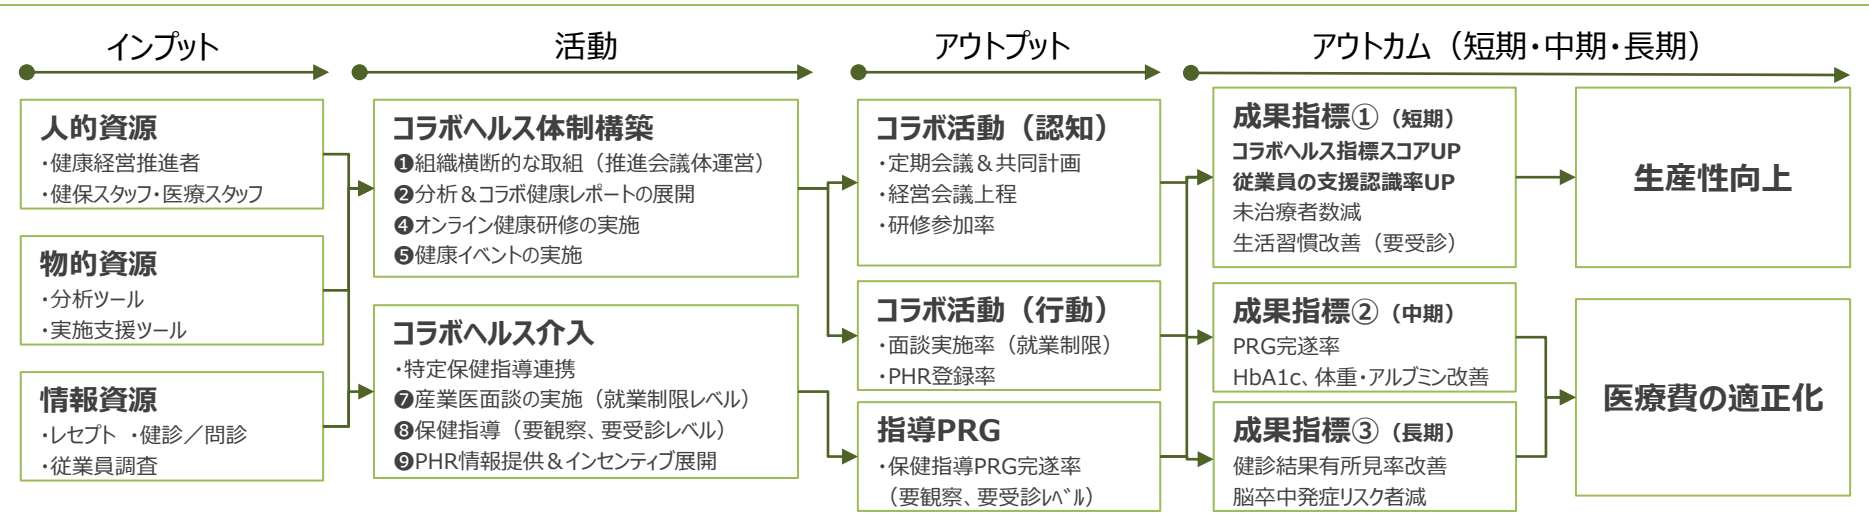 インプット
活動
アウトプット
アウトカム（短期・中期・長期）
人的資源
・健康経営推進者
・健保スタッフ・医療スタッフ
物的資源
・分析ツール
・実施支援ツール
情報資源
・レセプト ・健診／問診
・従業員調査
コラボヘルス体制構築
❶組織横断的な取組（推進会議体運営）
❷分析＆コラボ健康レポートの展開
❹オンライン健康研修の実施
❺健康イベントの実施
コラボヘルス介入
・特定保健指導連携
❼産業医面談の実施（就業制限レベル）
❽保健指導（要観察、要受診レベル）
❾PHR情報提供＆インセンティブ展開
コラボ活動（認知）
・定期会議＆共同計画
・経営会議上程
・研修参加率
コラボ活動（行動）
・面談実施率（就業制限）
・PHR登録率
指導PRG
・保健指導PRG完遂率
（要観察、要受診ﾚﾍﾞﾙ）
成果指標①（短期）
コラボヘルス指標スコアUP
従業員の支援認識率UP
未治療者数減
生活習慣改善（要受診）
成果指標②（中期）
PRG完遂率
HbA1c、体重・アルブミン改善
成果指標③（長期）
健診結果有所見率改善
脳卒中発症リスク者減
生産性向上
医療費の適正化